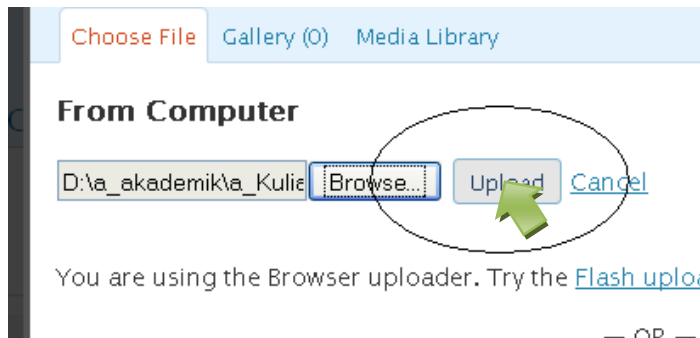 Choose File Gallery (0) Media Library
From Computer
D:\a_akademik\a_Kulia Browse... Upload Cancel
You are using the Browser uploader. Try the Flash uploa
— OR —